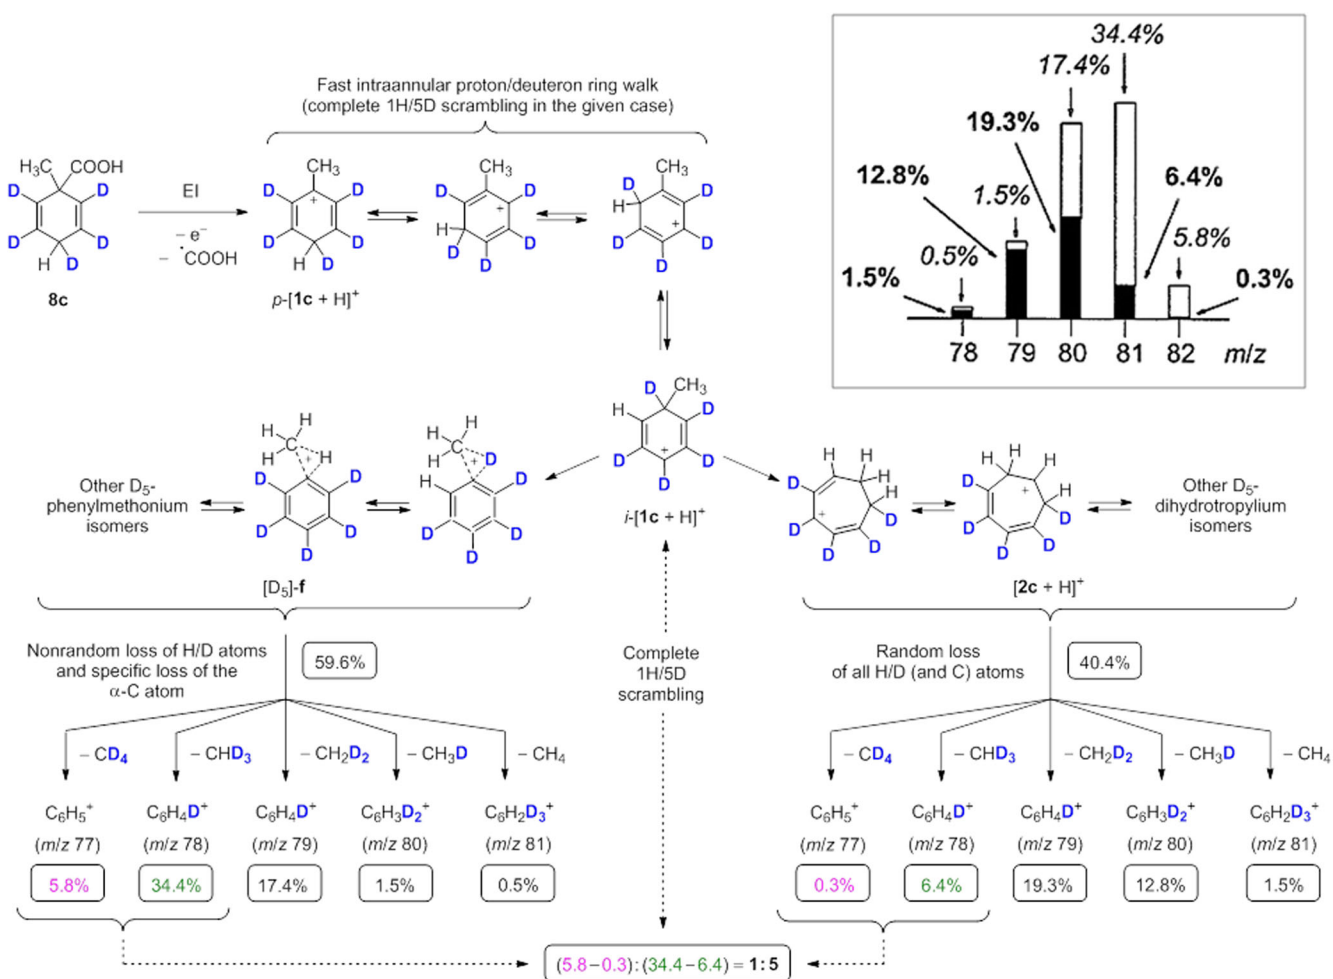 Fast intraannular proton/deuteron ring walk
(complete 1H/5D scrambling in the given case)
H₃C COOH
D D
D D
H D
8c
EI
– e⁻
– •COOH
CH₃
D D
+
D D
H D
p-[1c + H]⁺
CH₃
D D
+
H
D D
D
CH₃
D D
H
+
D D
D
34.4%
17.4%
19.3%
12.8%
1.5%
6.4%
0.5%
5.8%
1.5%
0.3%
78 79 80 81 82 m/z
Other D₅-
phenylmethonium
isomers
H
H C
H H
+
D D
D D
D
H
H C
H D
+
H D
D D
D
[D₅]-f
D CH₃
H D
+
D D
D
i-[1c + H]⁺
H H
D H
H
+
D D
D D
H H H
D
+
H
D D
D D
[2c + H]⁺
Other D₅-
dihydrotropylium
isomers
Nonrandom loss of H/D atoms
and specific loss of the
α-C atom
59.6%
Complete
1H/5D
scrambling
Random loss
of all H/D (and C) atoms
40.4%
– CD₄ – CHD₃ – CH₂D₂ – CH₃D – CH₄
C₆H₅⁺ C₆H₄D⁺ C₆H₄D⁺ C₆H₃D₂⁺ C₆H₂D₃⁺
(m/z 77) (m/z 78) (m/z 79) (m/z 80) (m/z 81)
5.8% 34.4% 17.4% 1.5% 0.5%
– CD₄ – CHD₃ – CH₂D₂ – CH₃D – CH₄
C₆H₅⁺ C₆H₄D⁺ C₆H₄D⁺ C₆H₃D₂⁺ C₆H₂D₃⁺
(m/z 77) (m/z 78) (m/z 79) (m/z 80) (m/z 81)
0.3% 6.4% 19.3% 12.8% 1.5%
(5.8–0.3):(34.4–6.4) = 1:5